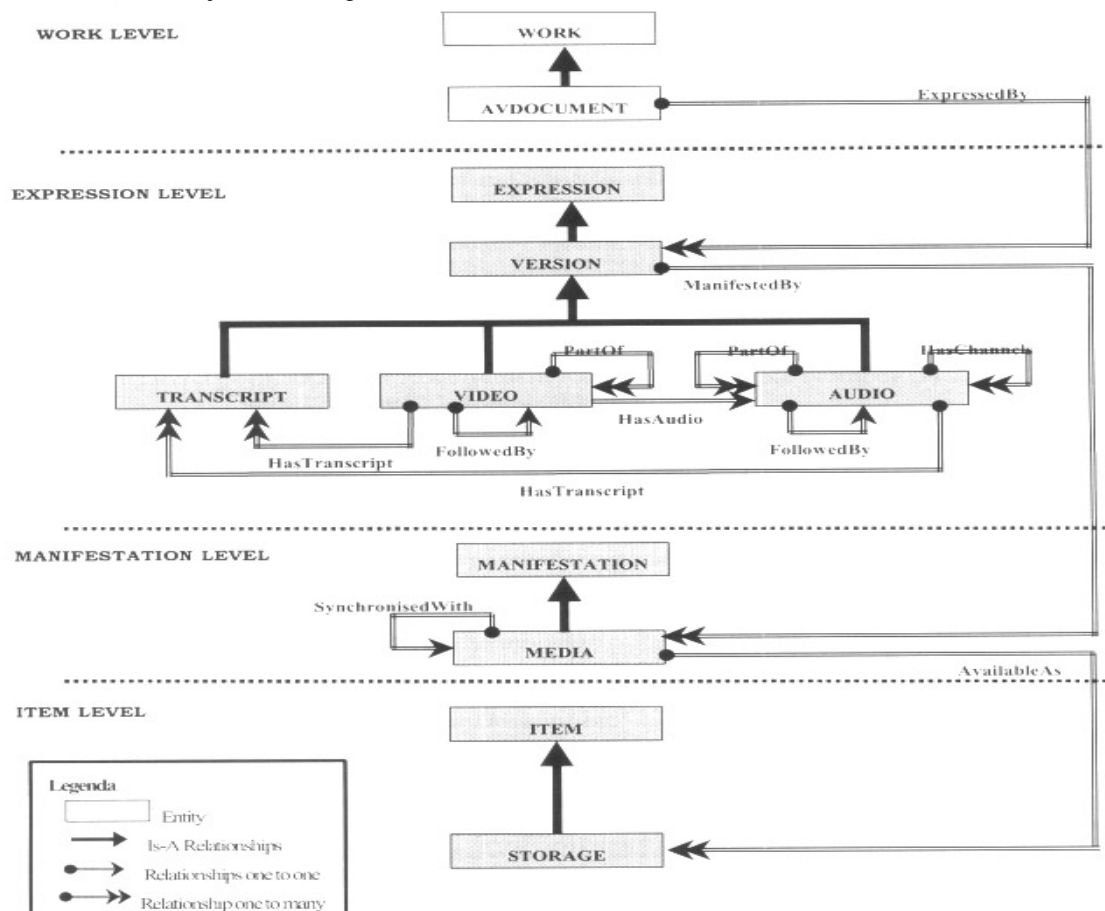 WORK LEVEL
WORK
AVDOCUMENT
ExpressedBy
EXPRESSION LEVEL
EXPRESSION
VERSION
ManifestedBy
PartOf
PartOf
HasChannels
TRANSCRIPT
VIDEO
AUDIO
HasAudio
HasTranscript
FollowedBy
FollowedBy
HasTranscript
MANIFESTATION LEVEL
MANIFESTATION
SynchronisedWith
MEDIA
AvailableAs
ITEM LEVEL
ITEM
STORAGE
Legenda
Entity
Is-A Relationships
Relationships one to one
Relationship one to many